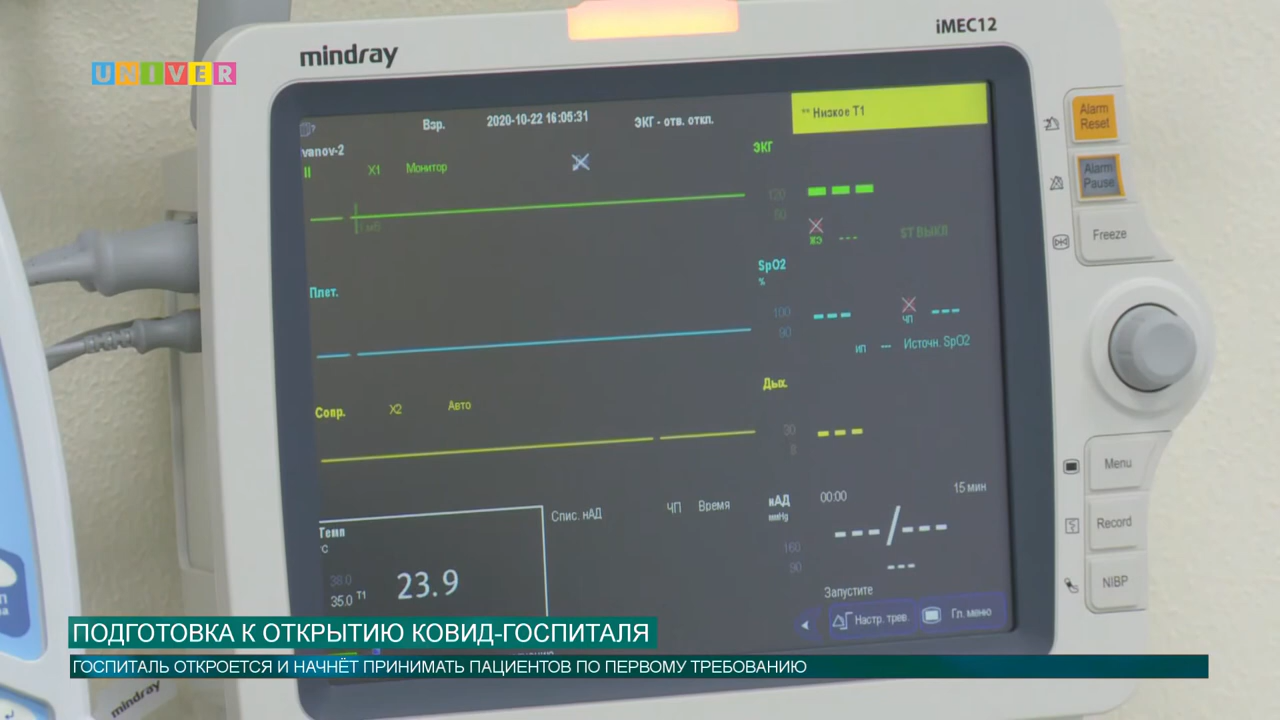 mindray
iMEC12
UNIVER
Взр.
2020-10-22 16:05:31
ЭКГ - отв. откл.
** Низкое Т1
Alarm Reset
vanov-2
II
X1
Монитор
ЭКГ
Alarm Pause
120
---
ST ВЫКЛ
Freeze
SpO2
%
Плет.
100
90
---
ЧП
---
ИП
---
Источн. SpO2
Дых.
Сопр.
X2
Авто
30
8
---
Menu
Темп
°C
Спис. нАД
ЧП
Время
нАД
mmHg
00:00
15 мин
---/---
Record
160
90
---
38.0
35.0
T1
23.9
NIBP
Запустите
Настр. трев.
Гл. меню
ПОДГОТОВКА К ОТКРЫТИЮ КОВИД-ГОСПИТАЛЯ
ГОСПИТАЛЬ ОТКРОЕТСЯ И НАЧНЁТ ПРИНИМАТЬ ПАЦИЕНТОВ ПО ПЕРВОМУ ТРЕБОВАНИЮ
mindray